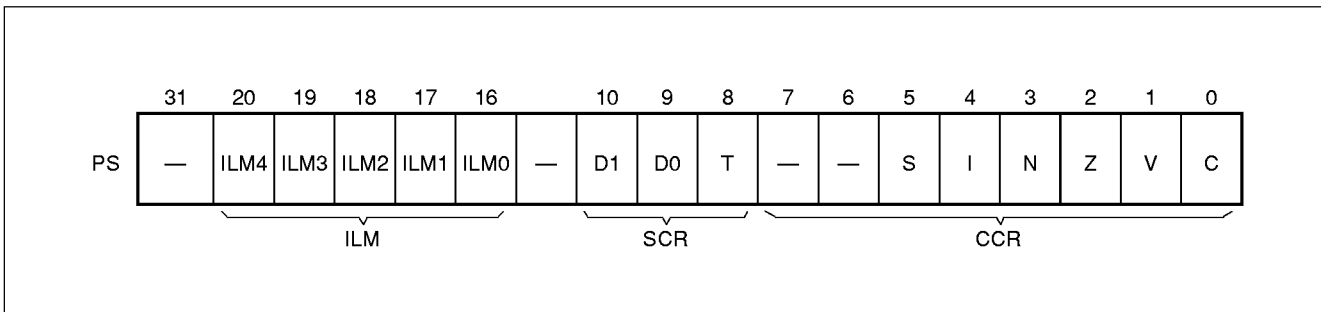 31 20 19 18 17 16 10 9 8 7 6 5 4 3 2 1 0
PS — ILM4 ILM3 ILM2 ILM1 ILM0 — D1 D0 T — — S I N Z V C
ILM SCR CCR